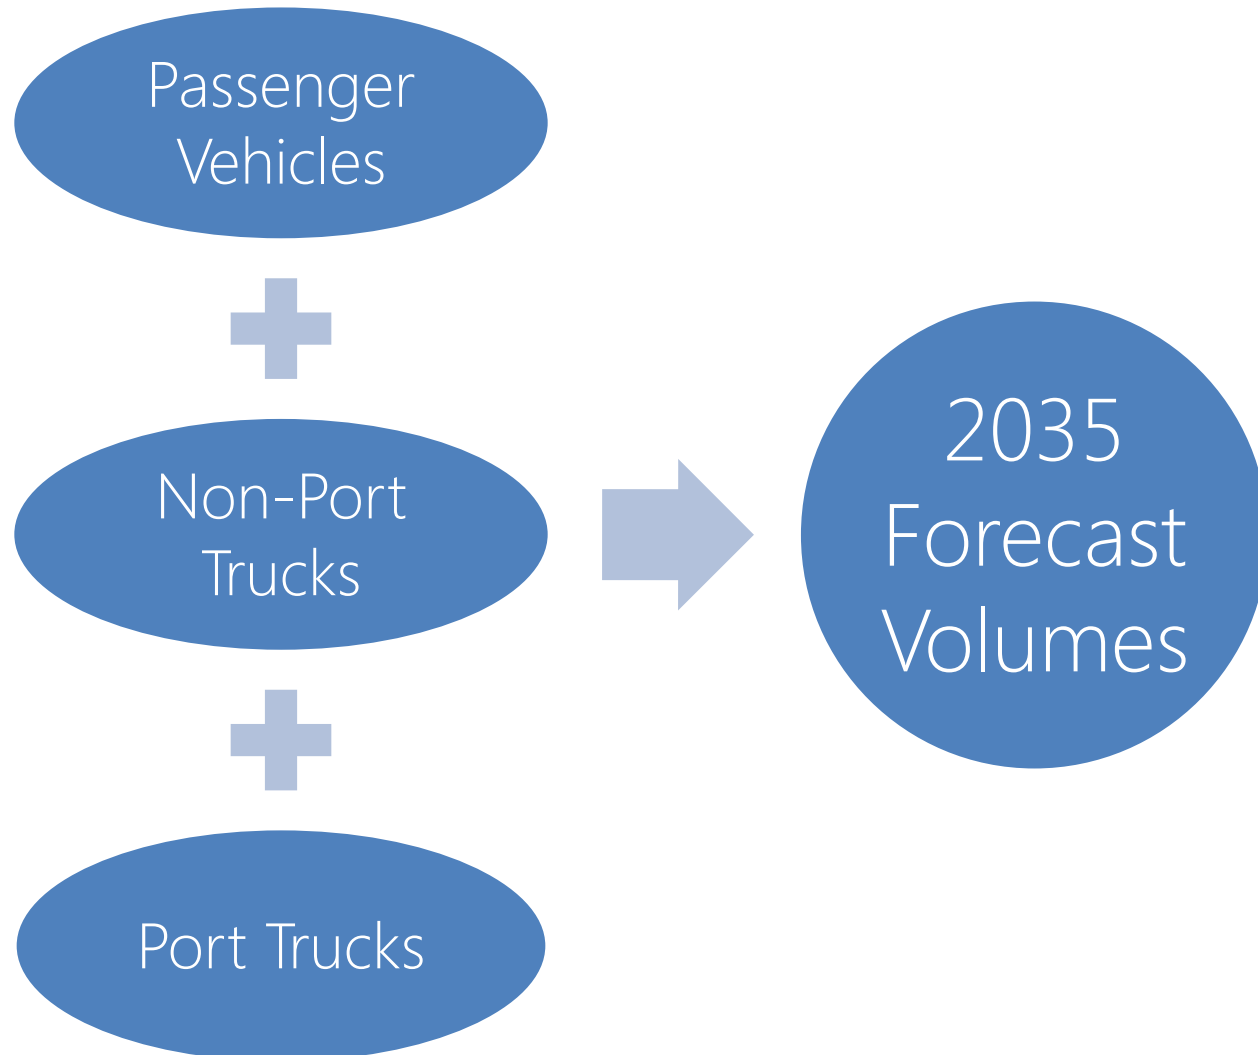 Passenger
Vehicles
Non-Port
Trucks
Port Trucks
2035
Forecast
Volumes